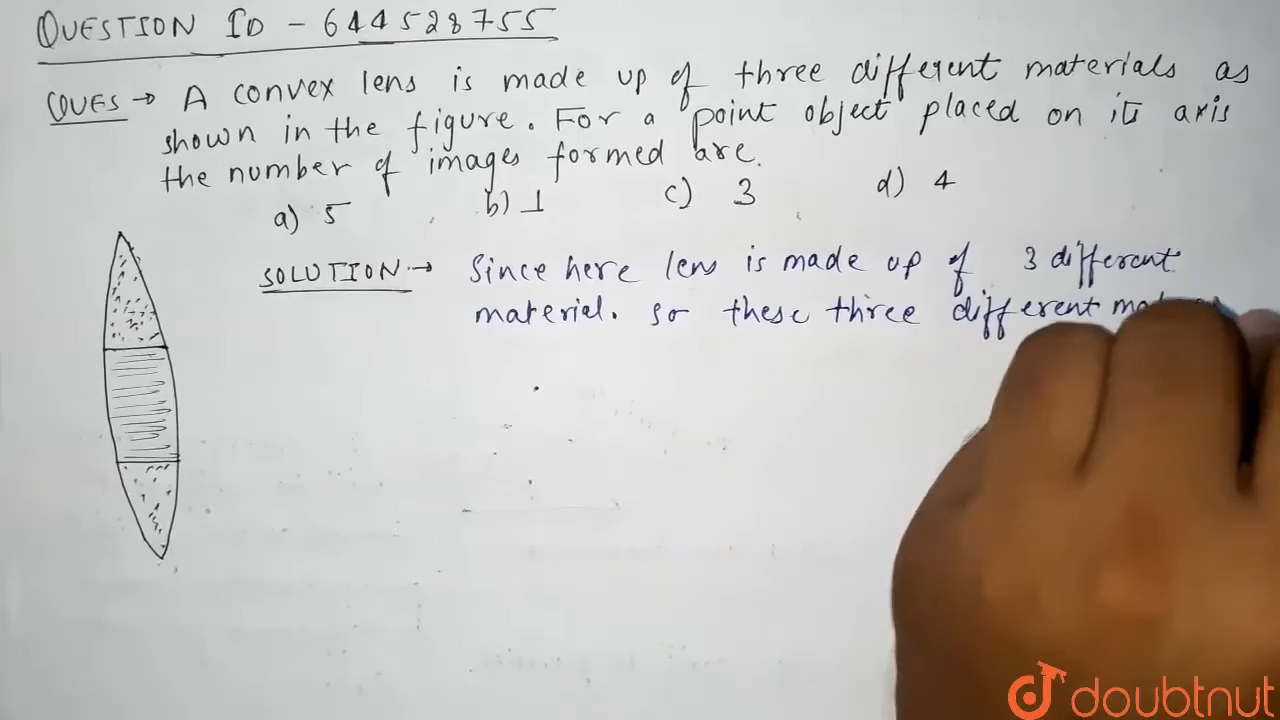 QUESTION ID - 644528755
QUES → A convex lens is made up of three different materials as
shown in the figure. For a point object placed on its axis
the number of images formed are.
a) 5 b) 1 c) 3 d) 4
SOLUTION → Since here lens is made up of 3 different
material. So these three different
doubtnut